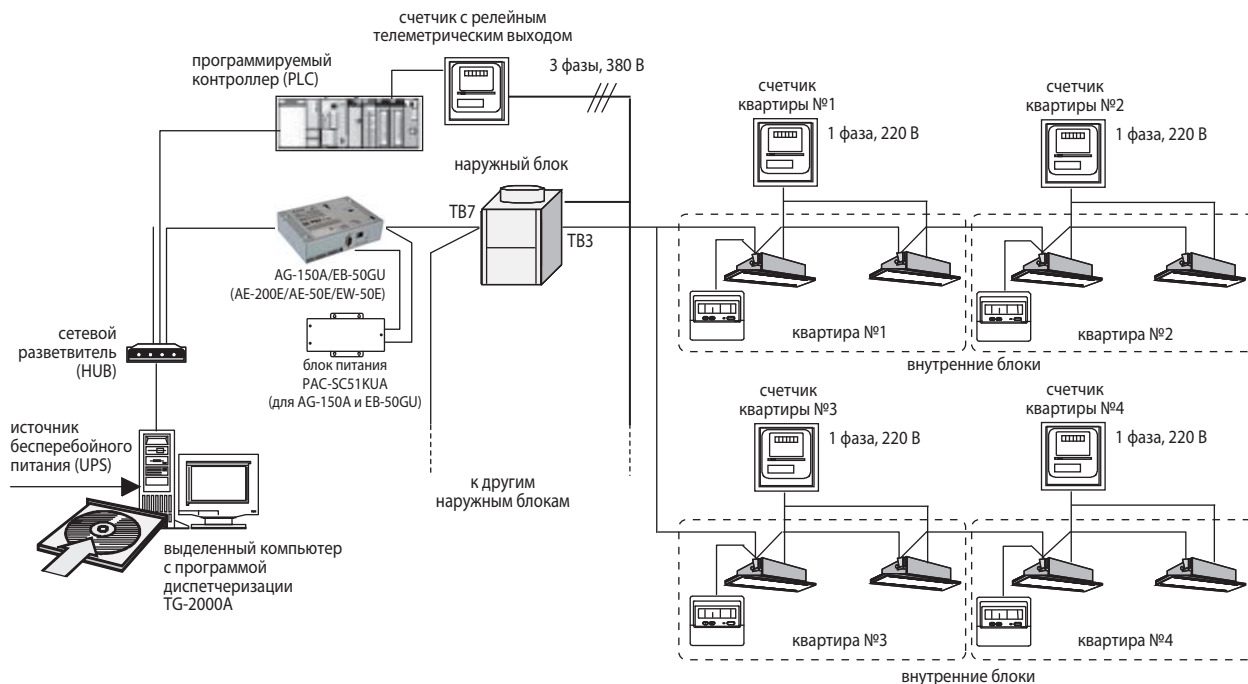 счетчик с релейным
телеметрическим выходом
программируемый
контроллер (PLC)
3 фазы, 380 В
счетчик
квартиры №1
1 фаза, 220 В
счетчик
квартиры №2
1 фаза, 220 В
наружный блок
TB7
TB3
AG-150A/EB-50GU
(AE-200E/AE-50E/EW-50E)
сетевой
разветвитель
(HUB)
блок питания
PAC-SC51KUA
(для AG-150A и EB-50GU)
квартира №1
квартира №2
внутренние блоки
источник
бесперебойного
питания (UPS)
к другим
наружным блокам
счетчик
квартиры №3
1 фаза, 220 В
счетчик
квартиры №4
1 фаза, 220 В
выделенный компьютер
с программой
диспетчеризации
TG-2000A
квартира №3
квартира №4
внутренние блоки